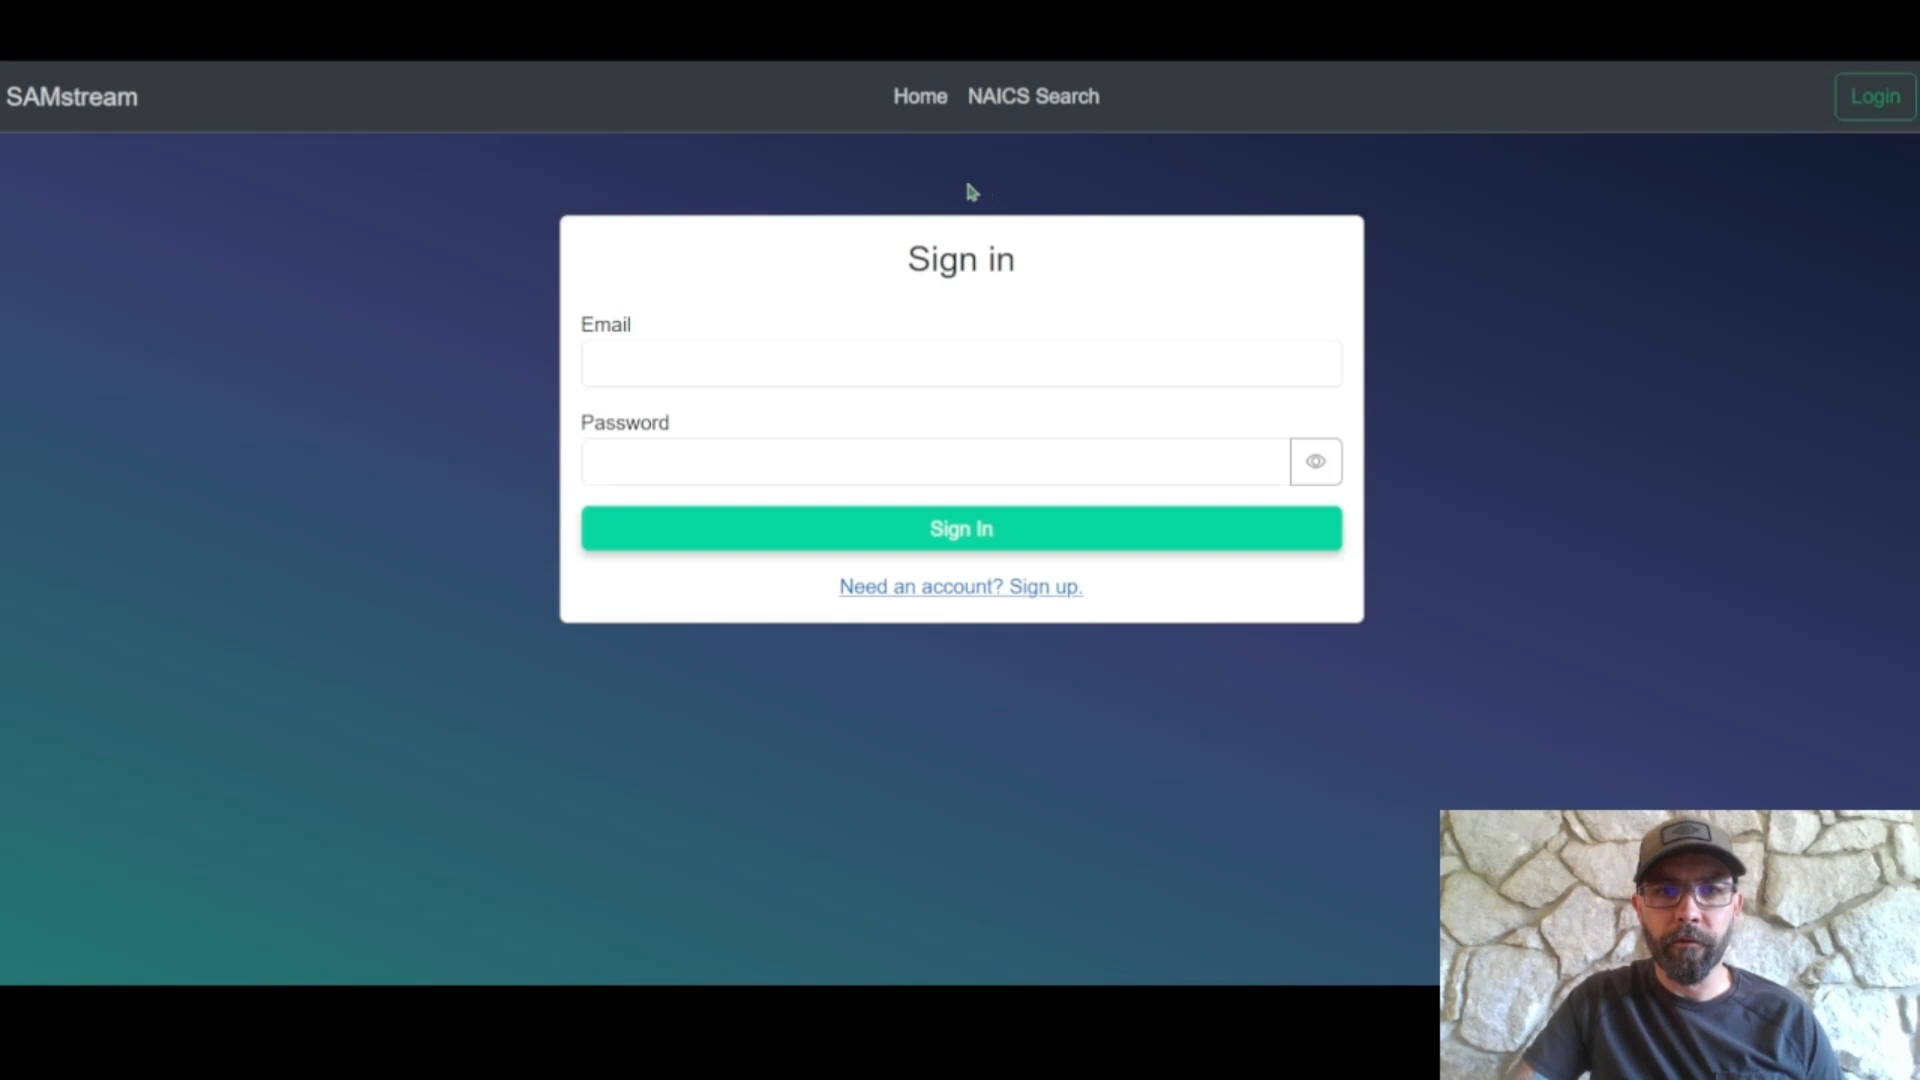 SAMstream
Home
NAICS Search
Login
Sign in
Email
Password
Sign In
Need an account? Sign up.